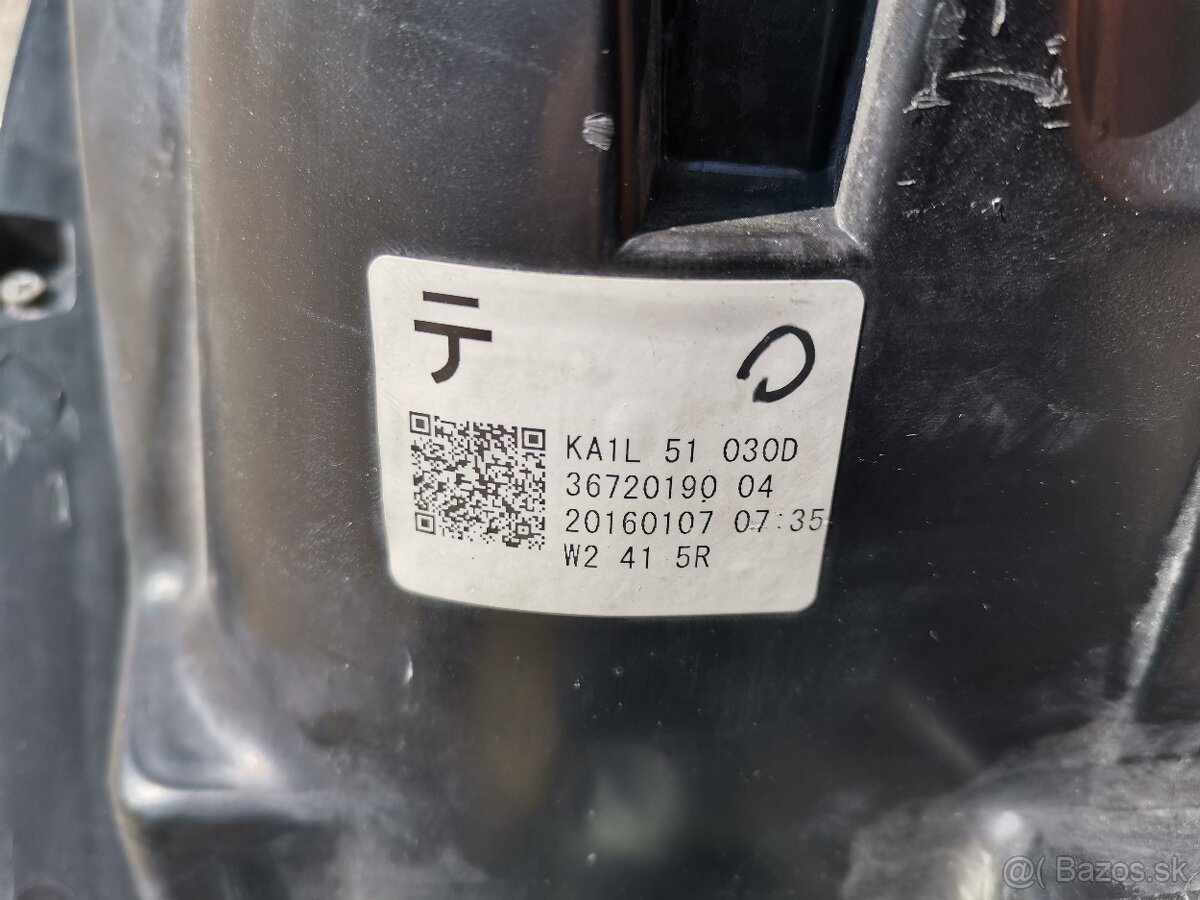 テ
KA1L 51 030D
36720190 04
20160107 07:35
W2 41 5R
@( Bazos.sk